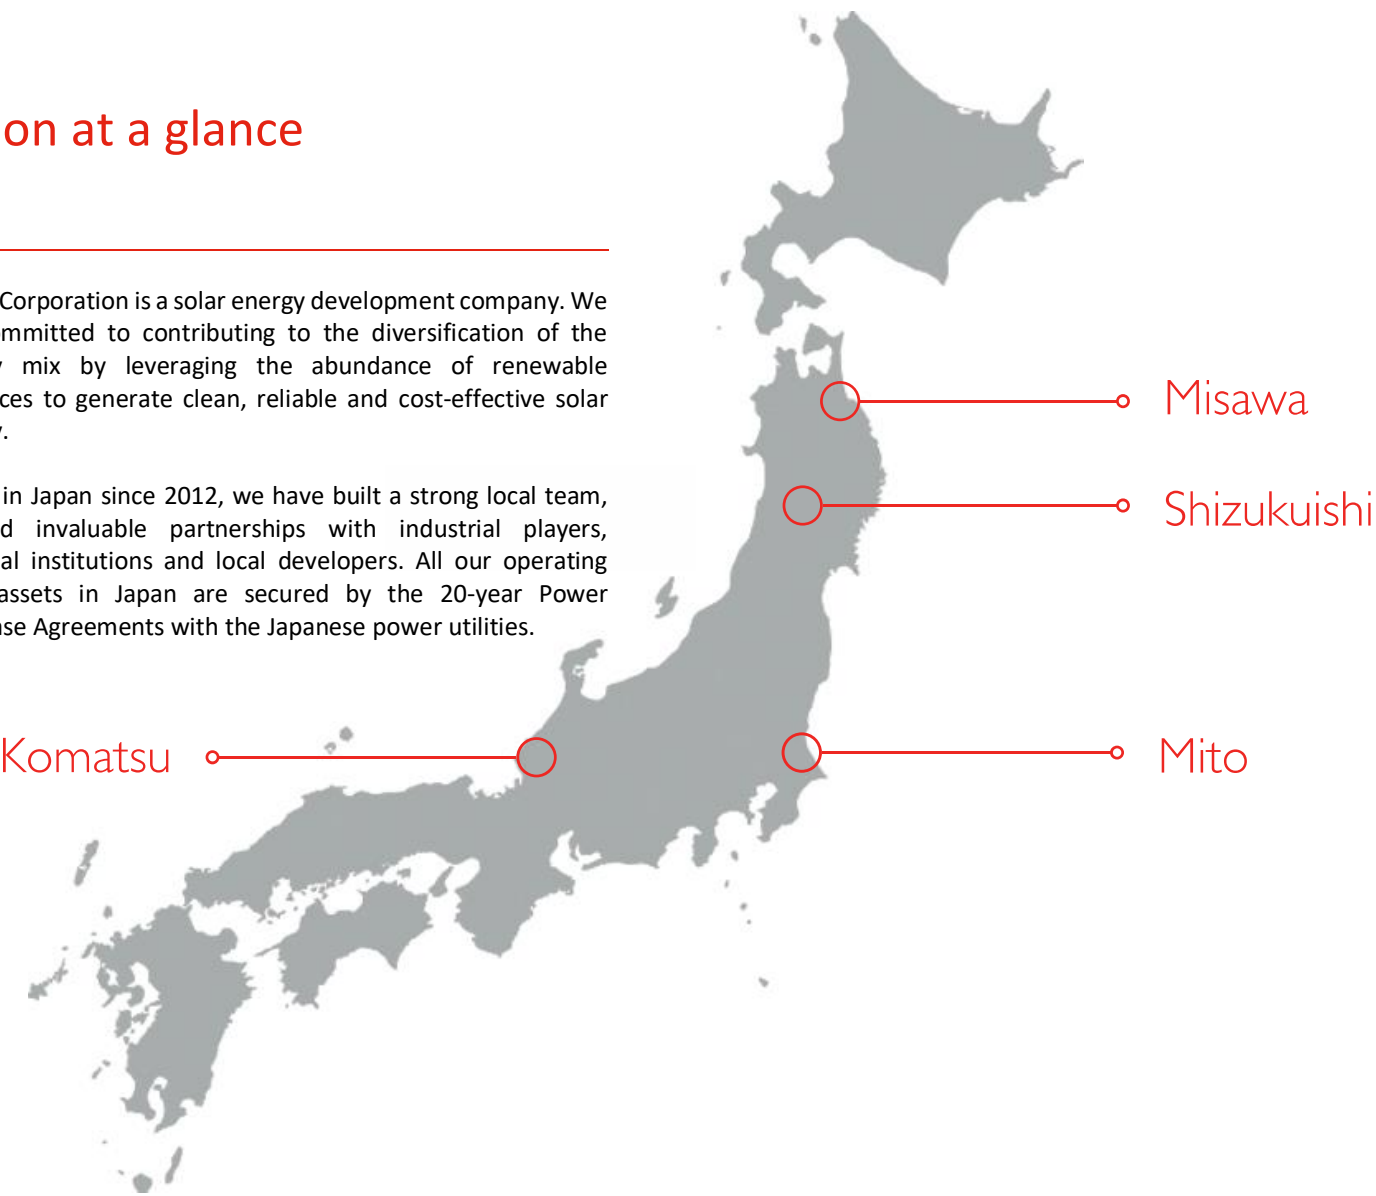 on at a glance
Corporation is a solar energy development company. We
mmitted to contributing to the diversification of the
mix by leveraging the abundance of renewable
ces to generate clean, reliable and cost-effective solar
in Japan since 2012, we have built a strong local team,
d invaluable partnerships with industrial players,
al institutions and local developers. All our operating
assets in Japan are secured by the 20-year Power
se Agreements with the Japanese power utilities.
Misawa
Shizukuishi
Komatsu
Mito